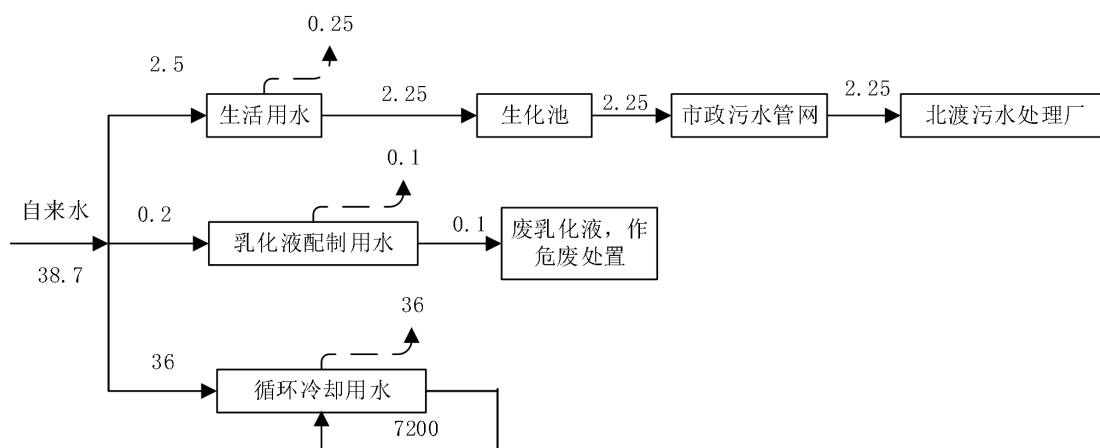 0.25
2.5
生活用水
2.25
生化池
2.25
市政污水管网
2.25
北渡污水处理厂
0.1
自来水
0.2
乳化液配制用水
0.1
废乳化液，作
危废处置
38.7
36
36
循环冷却用水
7200